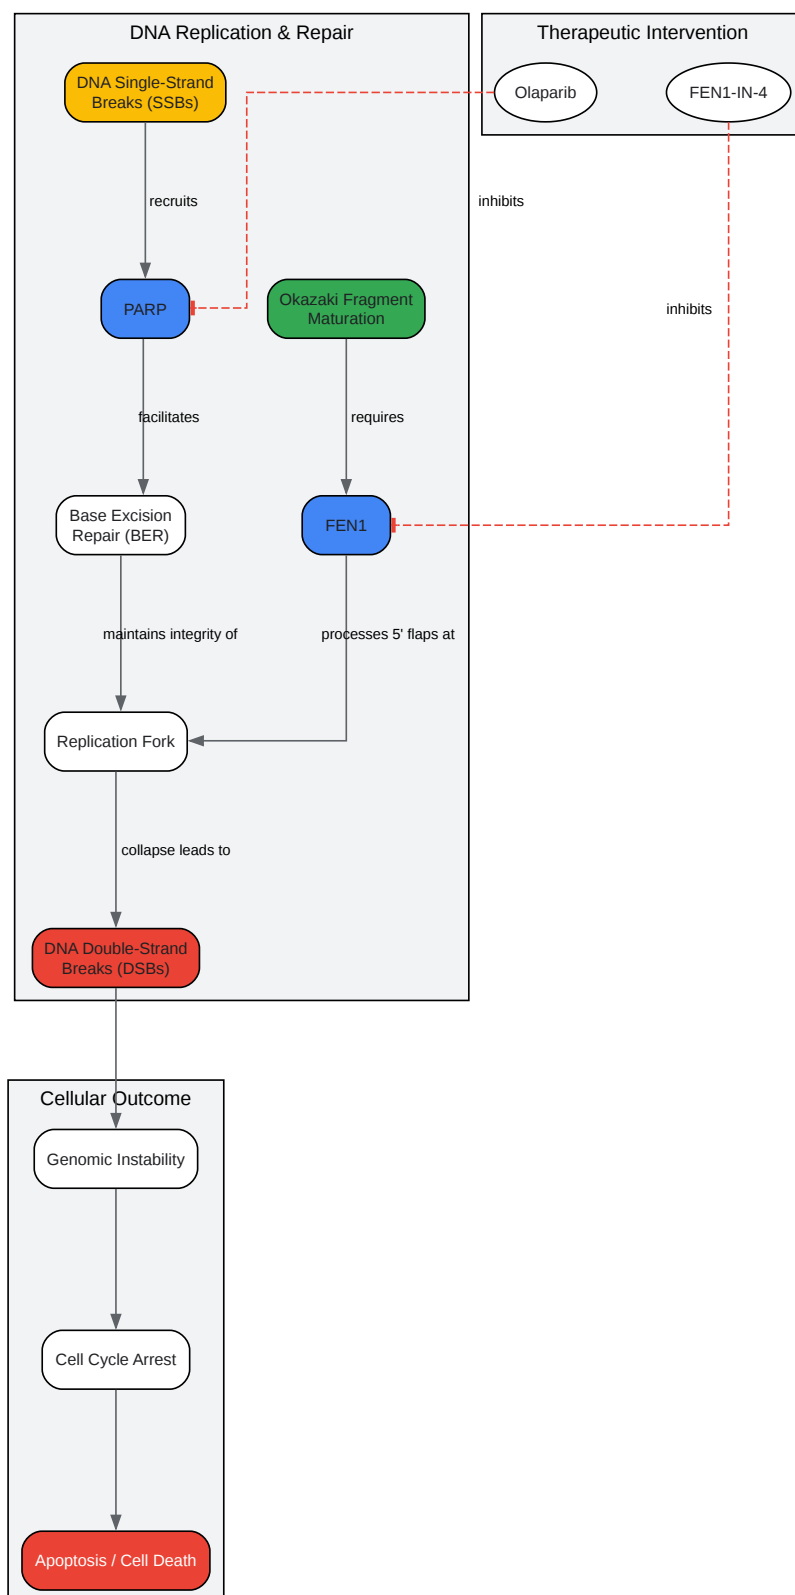 DNA Replication & Repair
Therapeutic Intervention
DNA Single-Strand
Breaks (SSBs)
Olaparib
FEN1-IN-4
recruits
inhibits
PARP
Okazaki Fragment
Maturation
inhibits
facilitates
requires
Base Excision
Repair (BER)
FEN1
maintains integrity of
processes 5' flaps at
Replication Fork
collapse leads to
DNA Double-Strand
Breaks (DSBs)
Cellular Outcome
Genomic Instability
Cell Cycle Arrest
Apoptosis / Cell Death